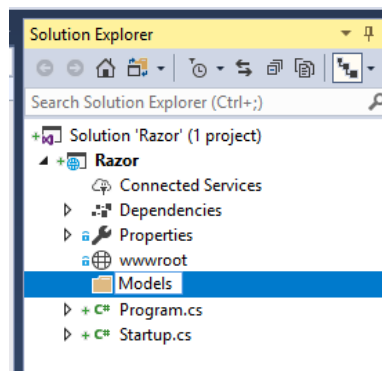 Solution Explorer
Search Solution Explorer (Ctrl+;)
Solution 'Razor' (1 project)
Razor
Connected Services
Dependencies
Properties
wwwroot
Models
C# Program.cs
C# Startup.cs